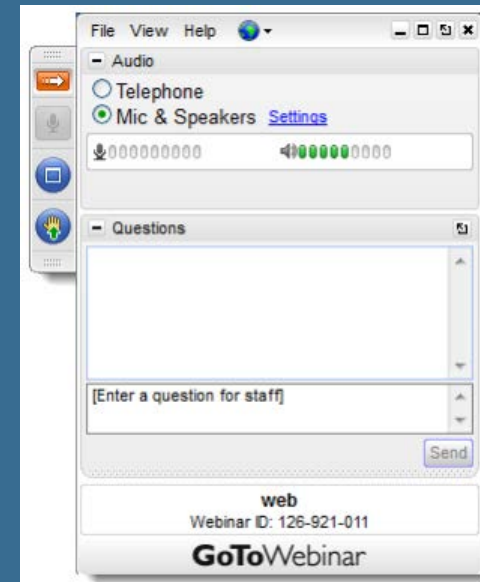 File View Help
Audio
Telephone
Mic & Speakers Settings
Questions
[Enter a question for staff]
Send
web
Webinar ID: 126-921-011
GoToWebinar